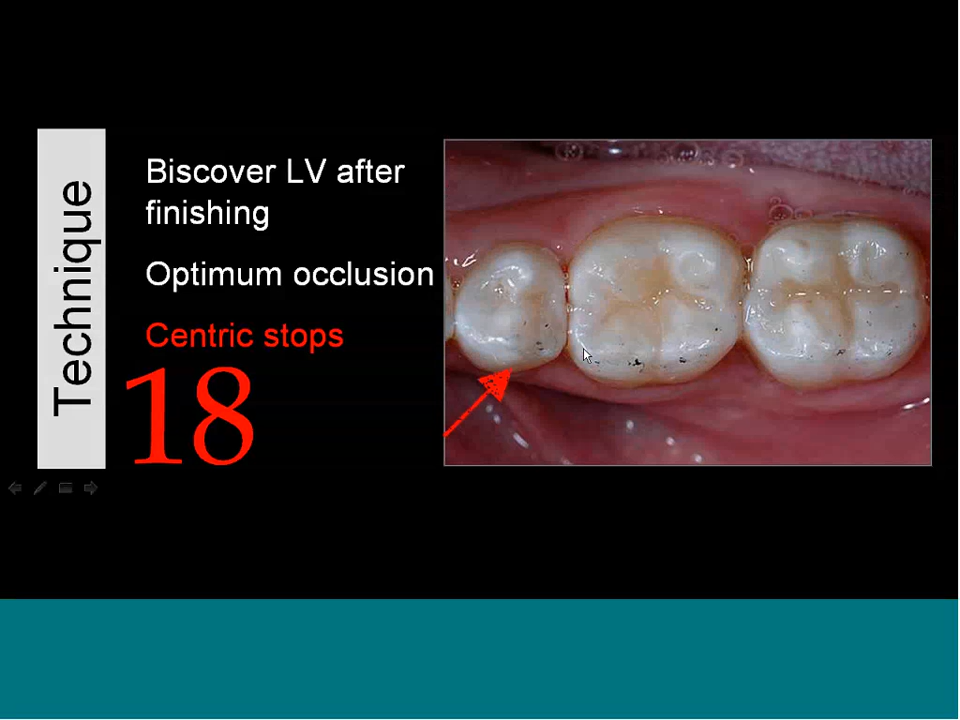 Technique
Biscover LV after
finishing
Optimum occlusion
Centric stops
18